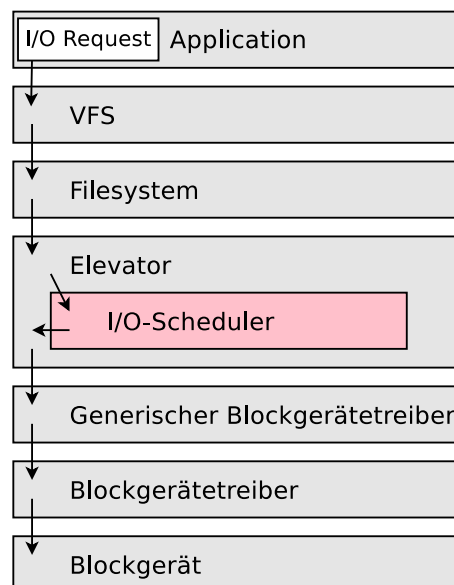 I/O Request Application
VFS
Filesystem
Elevator
I/O-Scheduler
Generischer Blockgerätetreiber
Blockgerätetreiber
Blockgerät